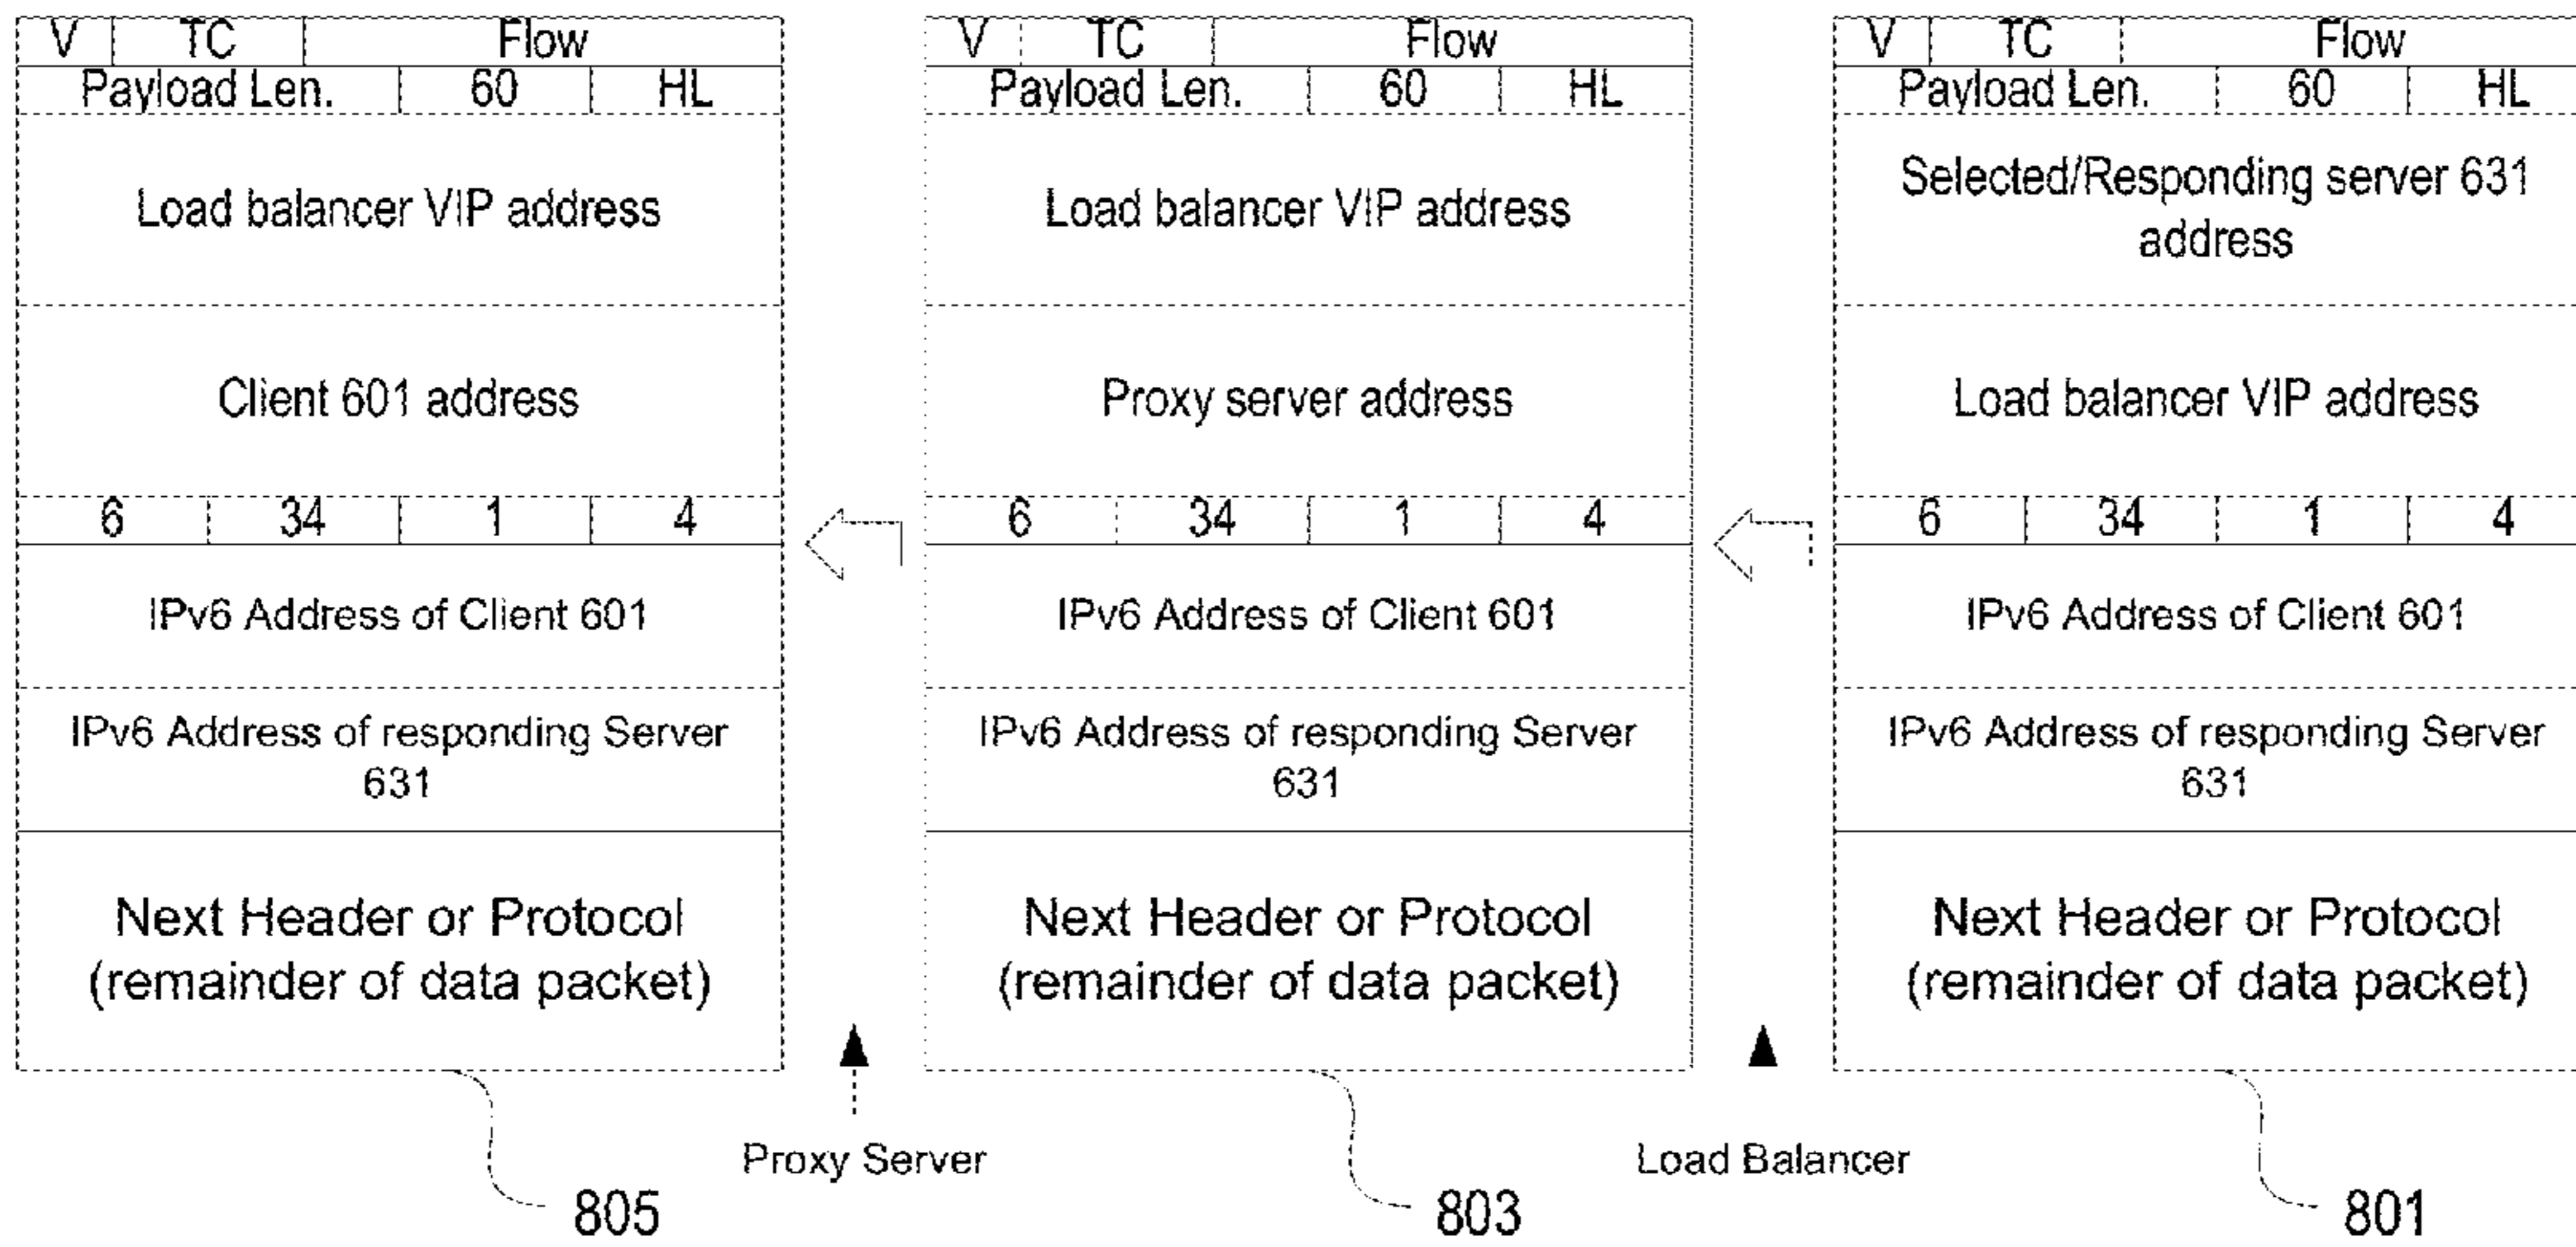 V TC Flow
Payload Len. 60 HL
Load balancer VIP address
Client 601 address
6 34 1 4
IPv6 Address of Client 601
IPv6 Address of responding Server
631
Next Header or Protocol
(remainder of data packet)
805
Proxy Server
V TC Flow
Payload Len. 60 HL
Load balancer VIP address
Proxy server address
6 34 1 4
IPv6 Address of Client 601
IPv6 Address of responding Server
631
Next Header or Protocol
(remainder of data packet)
803
Load Balancer
V TC Flow
Payload Len. 60 HL
Selected/Responding server 631
address
Load balancer VIP address
6 34 1 4
IPv6 Address of Client 601
IPv6 Address of responding Server
631
Next Header or Protocol
(remainder of data packet)
801